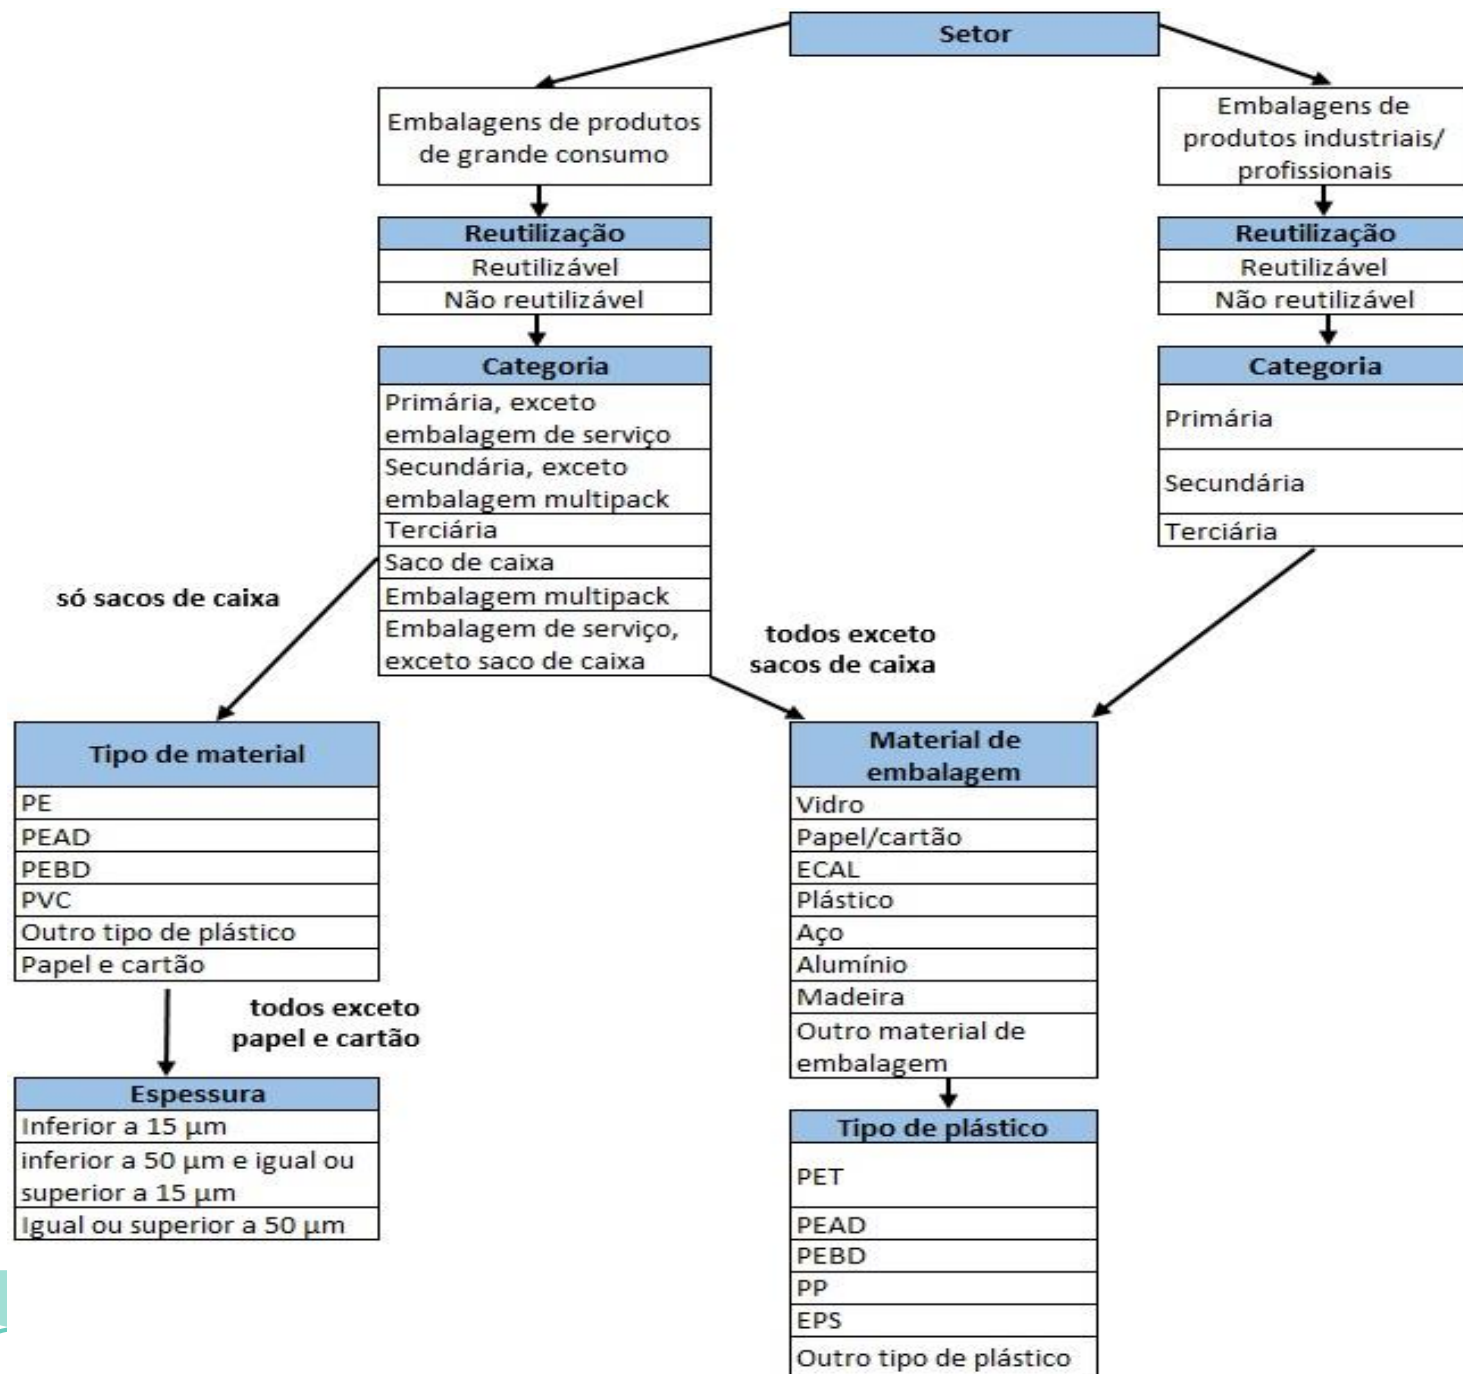 Setor
Embalagens de produtos
de grande consumo
Embalagens de
produtos industriais/
profissionais
Reutilização
Reutilizável
Não reutilizável
Reutilização
Reutilizável
Não reutilizável
Categoria
Primária, exceto
embalagem de serviço
Secundária, exceto
embalagem multipack
Terciária
Saco de caixa
Embalagem multipack
Embalagem de serviço,
exceto saco de caixa
Categoria
Primária
Secundária
Terciária
só sacos de caixa
todos exceto
sacos de caixa
Tipo de material
PE
PEAD
PEBD
PVC
Outro tipo de plástico
Papel e cartão
todos exceto
papel e cartão
Espessura
Inferior a 15 µm
inferior a 50 µm e igual ou
superior a 15 µm
Igual ou superior a 50 µm
Material de
embalagem
Vidro
Papel/cartão
ECAL
Plástico
Aço
Alumínio
Madeira
Outro material de
embalagem
Tipo de plástico
PET
PEAD
PEBD
PP
EPS
Outro tipo de plástico